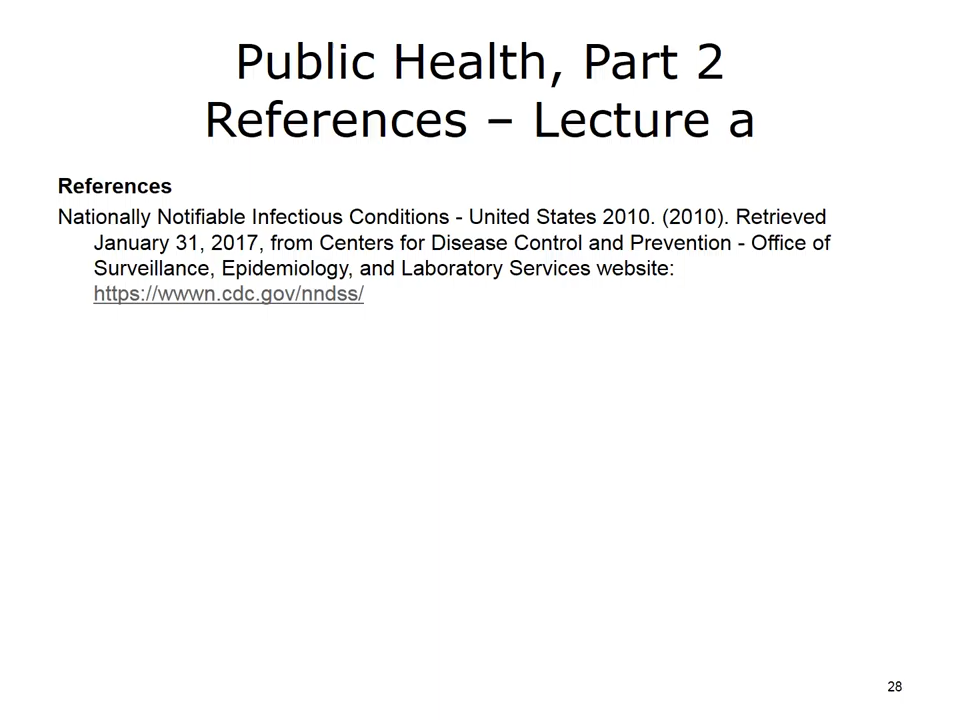 Public Health, Part 2
References – Lecture a
References
Nationally Notifiable Infectious Conditions - United States 2010. (2010). Retrieved
January 31, 2017, from Centers for Disease Control and Prevention - Office of
Surveillance, Epidemiology, and Laboratory Services website:
https://wwwn.cdc.gov/nndss/
28